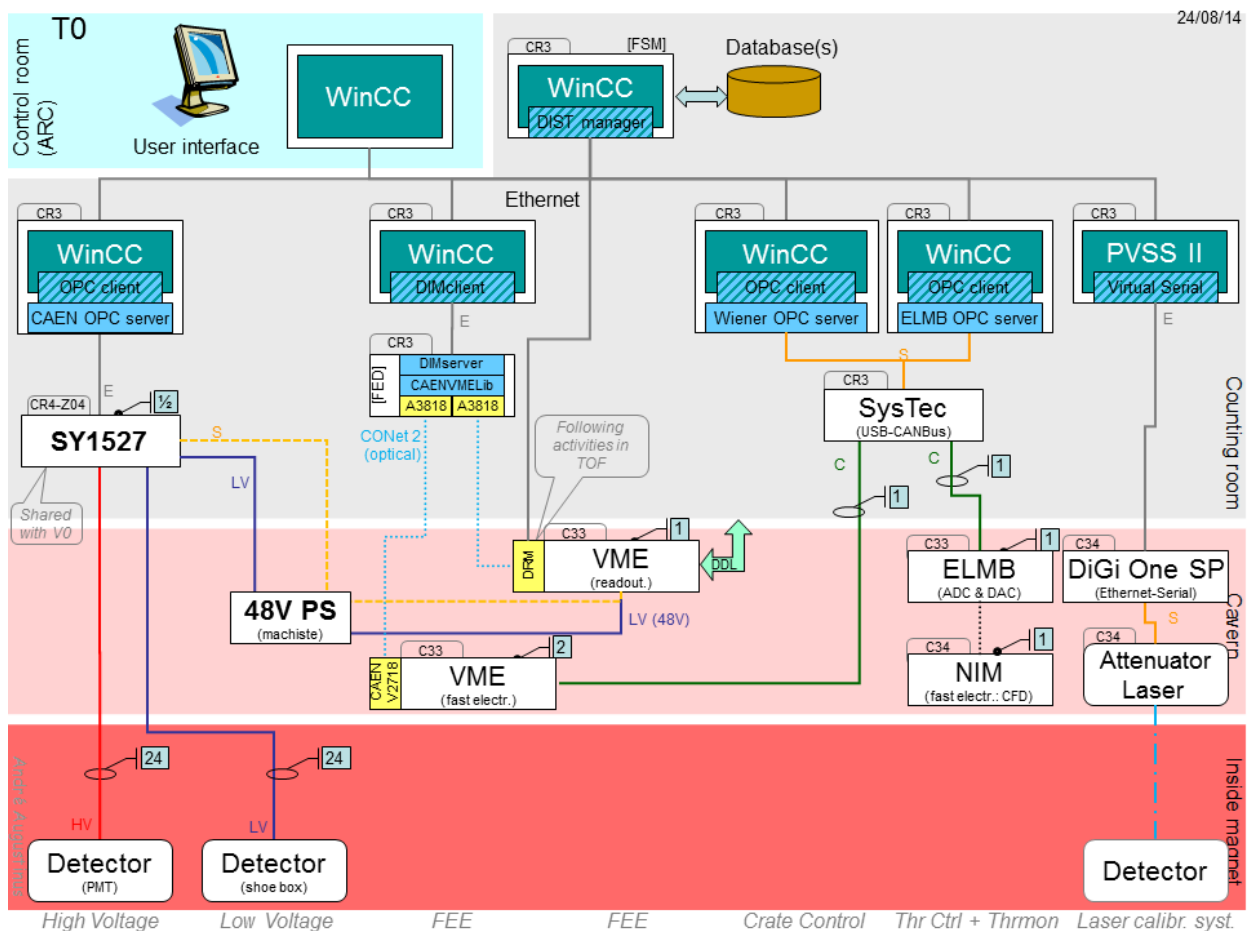 24/08/14
T0
Control room
(ARC)
User interface
WinCC
CR3
[FSM]
WinCC
DIST manager
Database(s)
Ethernet
CR3
WinCC
OPC client
CAEN OPC server
CR3
WinCC
DIMclient
CR3
WinCC
OPC client
Wiener OPC server
CR3
WinCC
OPC client
ELMB OPC server
CR3
PVSS II
Virtual Serial
E
E
E
S
CR3
[FED]
DIMserver
CAENVMELib
A3818
A3818
CONet 2
(optical)
CR4-Z04
½
SY1527
Shared
with V0
S
LV
Following
activities in
TOF
CR3
SysTec
(USB-CANBus)
C
C
1
1
Counting room
C33
1
DRM
VME
(readout.)
DDL
48V PS
(machiste)
LV (48V)
C33
2
CAEN
V2718
VME
(fast electr.)
C33
1
ELMB
(ADC & DAC)
C34
1
NIM
(fast electr.: CFD)
C34
DiGi One SP
(Ethernet-Serial)
S
C34
Attenuator
Laser
Cavern
24
24
HV
LV
Detector
(PMT)
Detector
(shoe box)
Detector
Inside magnet
High Voltage
Low Voltage
FEE
FEE
Crate Control
Thr Ctrl + Thrmon
Laser calibr. syst.